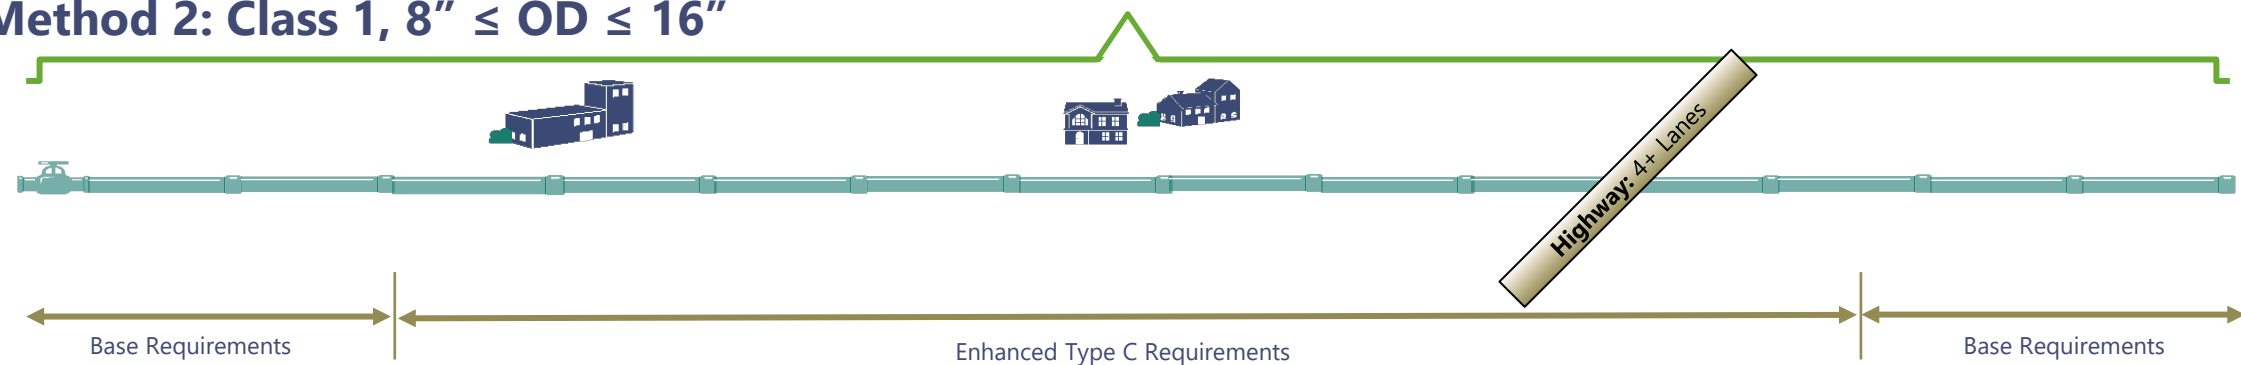 Method 2: Class 1, 8” ≤ OD ≤ 16”
Highway: 4+ Lanes
Base Requirements
Enhanced Type C Requirements
Base Requirements